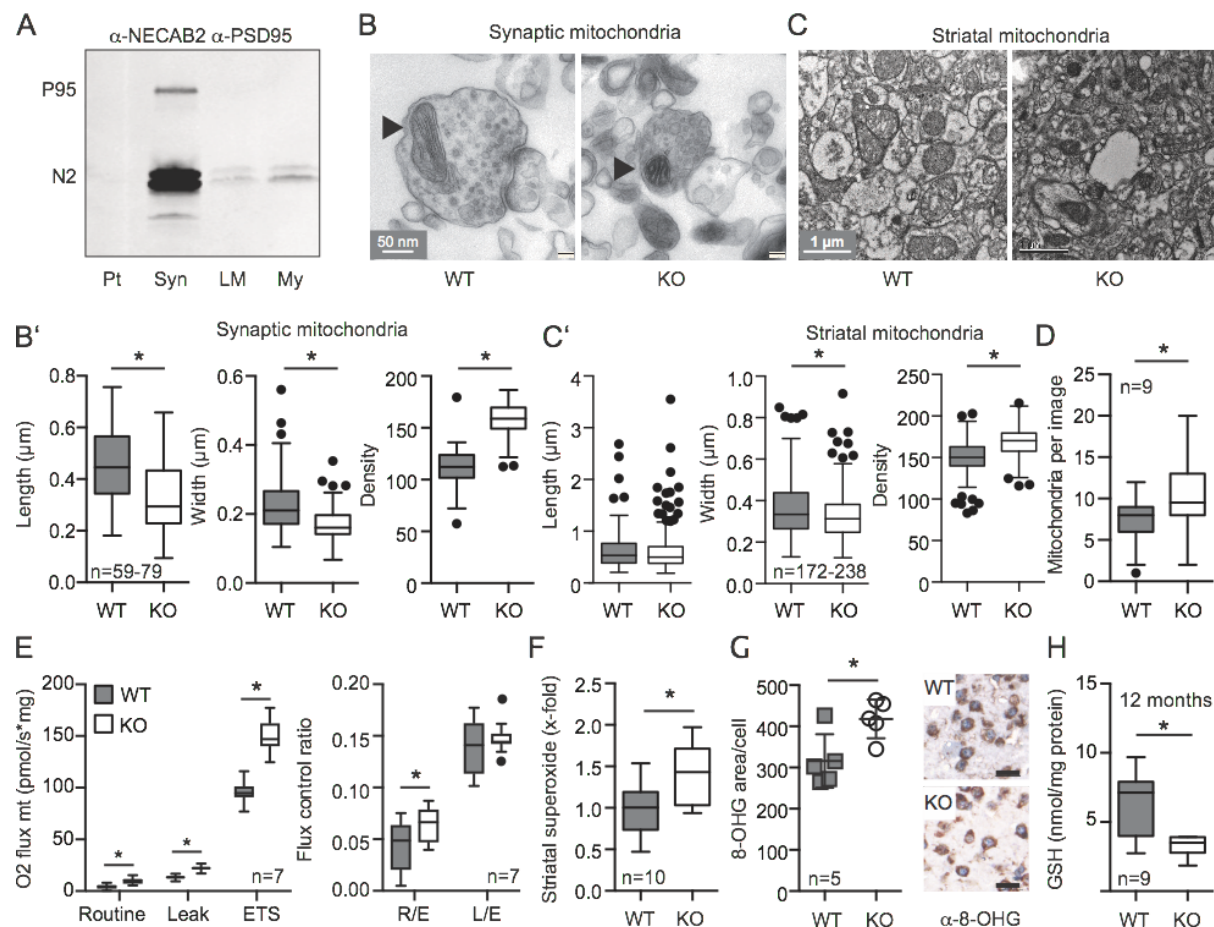 A
α-NECAB2 α-PSD95
P95
N2
Pt Syn LM My
B
Synaptic mitochondria
50 nm
WT KO
C
Striatal mitochondria
1 µm
WT KO
B'
Synaptic mitochondria
Length (µm)
0.8
0.6
0.4
0.2
0.0
*
n=59-79
WT KO
Width (µm)
0.6
0.4
0.2
0.0
*
WT KO
Density
200
150
100
50
0
*
WT KO
C'
Striatal mitochondria
Length (µm)
4
3
2
1
0
WT KO
Width (µm)
1.0
0.8
0.6
0.4
0.2
0.0
*
n=172-238
WT KO
Density
250
200
150
100
50
0
*
WT KO
D
Mitochondria per image
25
20
15
10
5
0
*
n=9
WT KO
E
O2 flux mt (pmol/s*mg)
200
150
100
50
0
WT
KO
* * *
n=7
Routine Leak ETS
Flux control ratio
0.20
0.15
0.10
0.05
0.00
*
n=7
R/E L/E
F
Striatal superoxide (x-fold)
2.5
2.0
1.5
1.0
0.5
0.0
*
n=10
WT KO
G
8-OHG area/cell
500
400
300
200
100
0
*
n=5
WT KO
WT
KO
α-8-OHG
H
GSH (nmol/mg protein)
12 months
15
10
5
*
n=9
WT KO